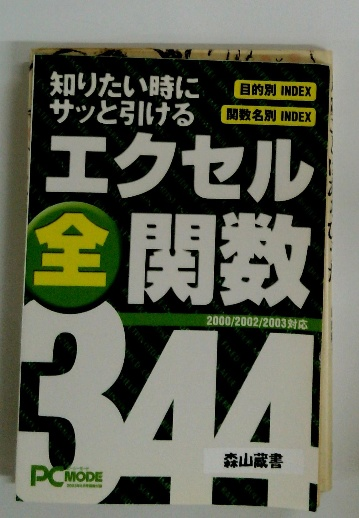 知りたい時に
サッと引ける
目的別 INDEX
関数名別 INDEX
エクセル
全関数
2000/2002/2003対応
344
森山蔵書
PC MODE